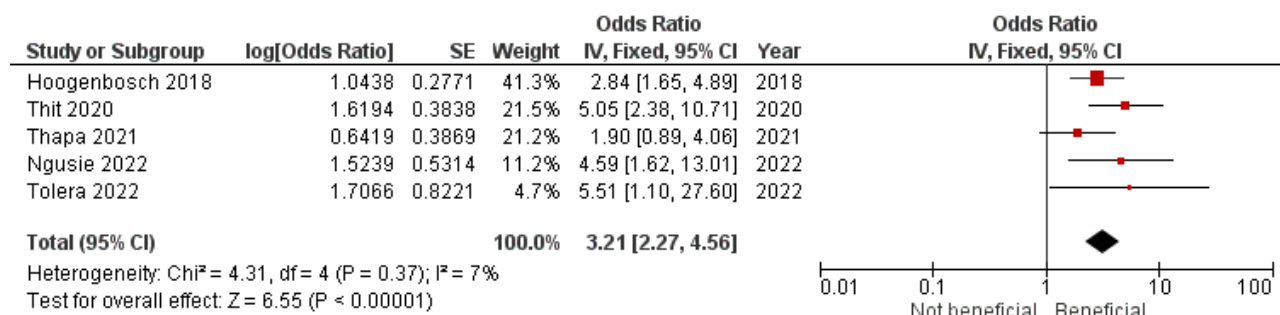 Odds Ratio Odds Ratio
Study or Subgroup log[Odds Ratio] SE Weight IV, Fixed, 95% CI Year IV, Fixed, 95% CI
Hoogenbosch 2018 1.0438 0.2771 41.3% 2.84 [1.65, 4.89] 2018
Thit 2020 1.6194 0.3838 21.5% 5.05 [2.38, 10.71] 2020
Thapa 2021 0.6419 0.3869 21.2% 1.90 [0.89, 4.06] 2021
Ngusie 2022 1.5239 0.5314 11.2% 4.59 [1.62, 13.01] 2022
Tolera 2022 1.7066 0.8221 4.7% 5.51 [1.10, 27.60] 2022
Total (95% CI) 100.0% 3.21 [2.27, 4.56]
Heterogeneity: Chi² = 4.31, df = 4 (P = 0.37); I² = 7%
Test for overall effect: Z = 6.55 (P < 0.00001)
0.01 0.1 1 10 100
Not beneficial Beneficial